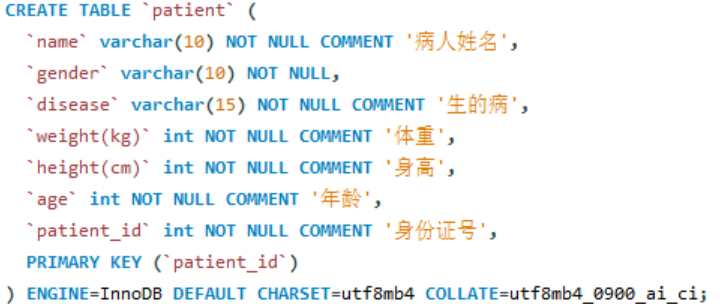 CREATE TABLE `patient` (
`name` varchar(10) NOT NULL COMMENT '病人姓名',
`gender` varchar(10) NOT NULL,
`disease` varchar(15) NOT NULL COMMENT '生的病',
`weight(kg)` int NOT NULL COMMENT '体重',
`height(cm)` int NOT NULL COMMENT '身高',
`age` int NOT NULL COMMENT '年龄',
`patient_id` int NOT NULL COMMENT '身份证号',
PRIMARY KEY (`patient_id`)
) ENGINE=InnoDB DEFAULT CHARSET=utf8mb4 COLLATE=utf8mb4_0900_ai_ci;